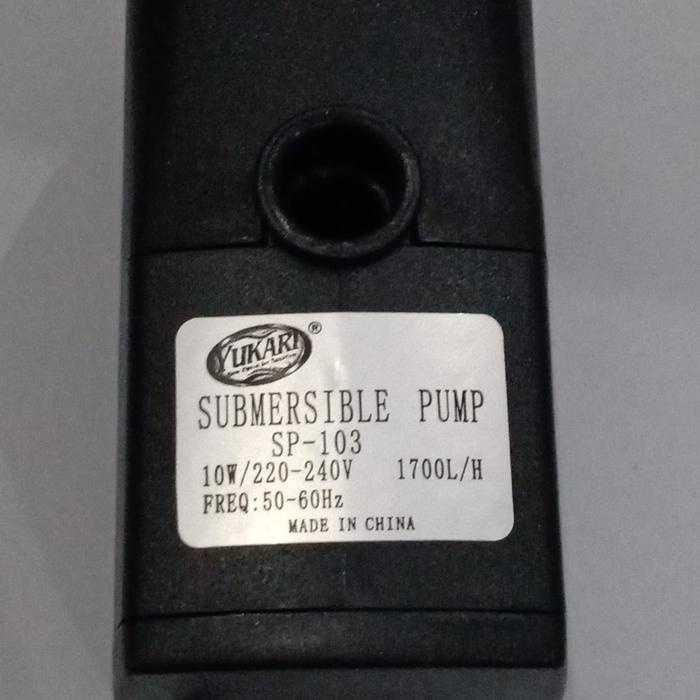 YUKARI®
SUBMERSIBLE PUMP
SP-103
10W/220-240V 1700L/H
FREQ:50-60Hz
MADE IN CHINA